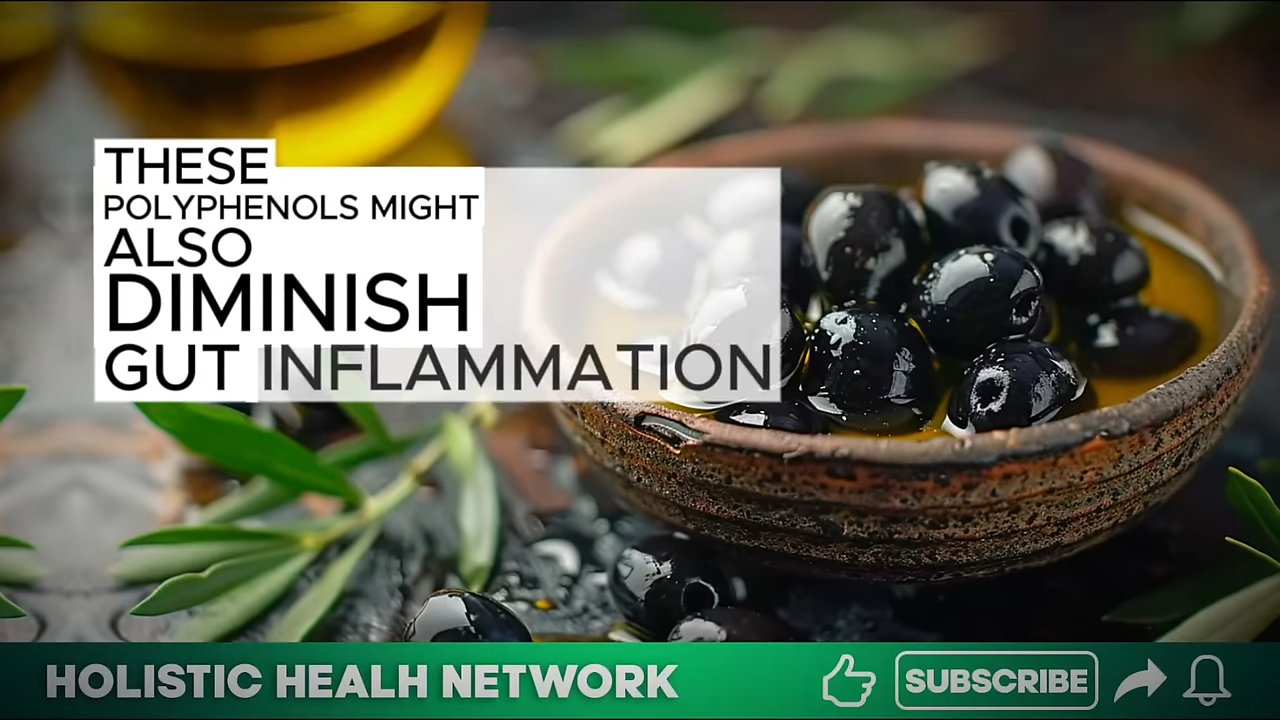 THESE
POLYPHENOLS MIGHT
ALSO
DIMINISH
GUT INFLAMMATION
HOLISTIC HEALH NETWORK
SUBSCRIBE